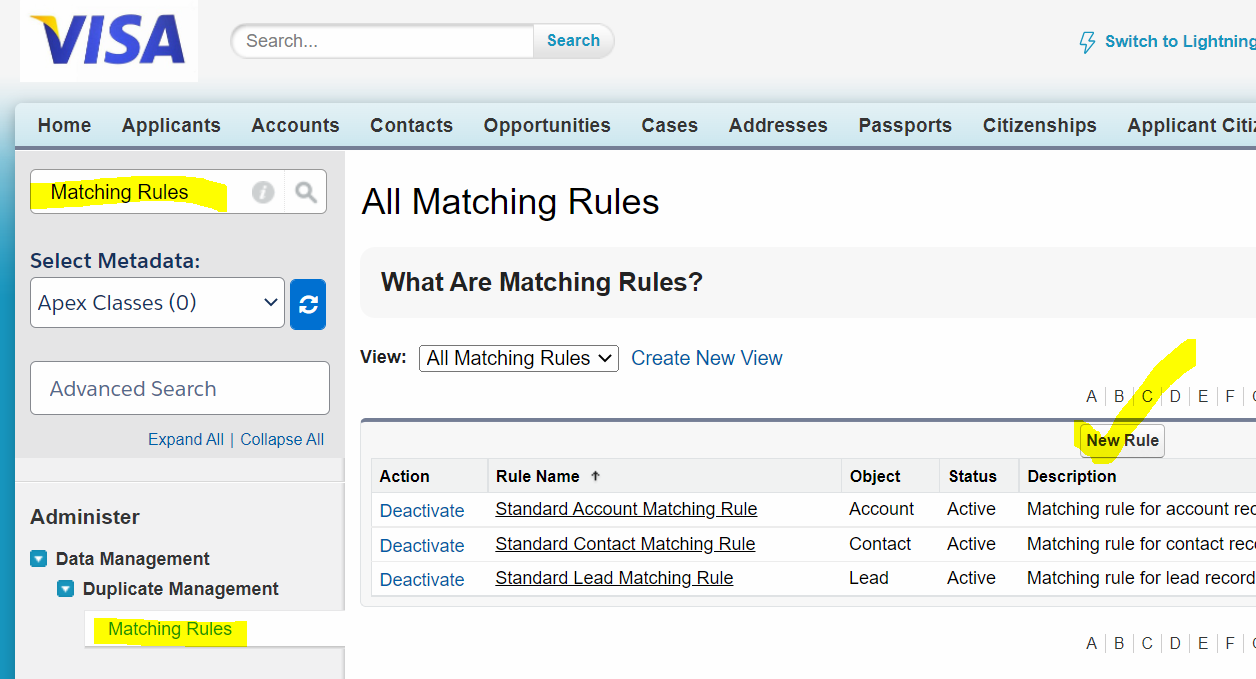 VISA
Search...
Search
Switch to Lightning
Home Applicants Accounts Contacts Opportunities Cases Addresses Passports Citizenships Applicant Citiz
Matching Rules
All Matching Rules
Select Metadata:
What Are Matching Rules?
Apex Classes (0)
View: All Matching Rules Create New View
Advanced Search
A | B | C | D | E | F |
Expand All | Collapse All
New Rule
Action Rule Name ↑ Object Status Description
Deactivate Standard Account Matching Rule Account Active Matching rule for account rec
Deactivate Standard Contact Matching Rule Contact Active Matching rule for contact reco
Deactivate Standard Lead Matching Rule Lead Active Matching rule for lead record
Administer
Data Management
Duplicate Management
Matching Rules
A | B | C | D | E | F |